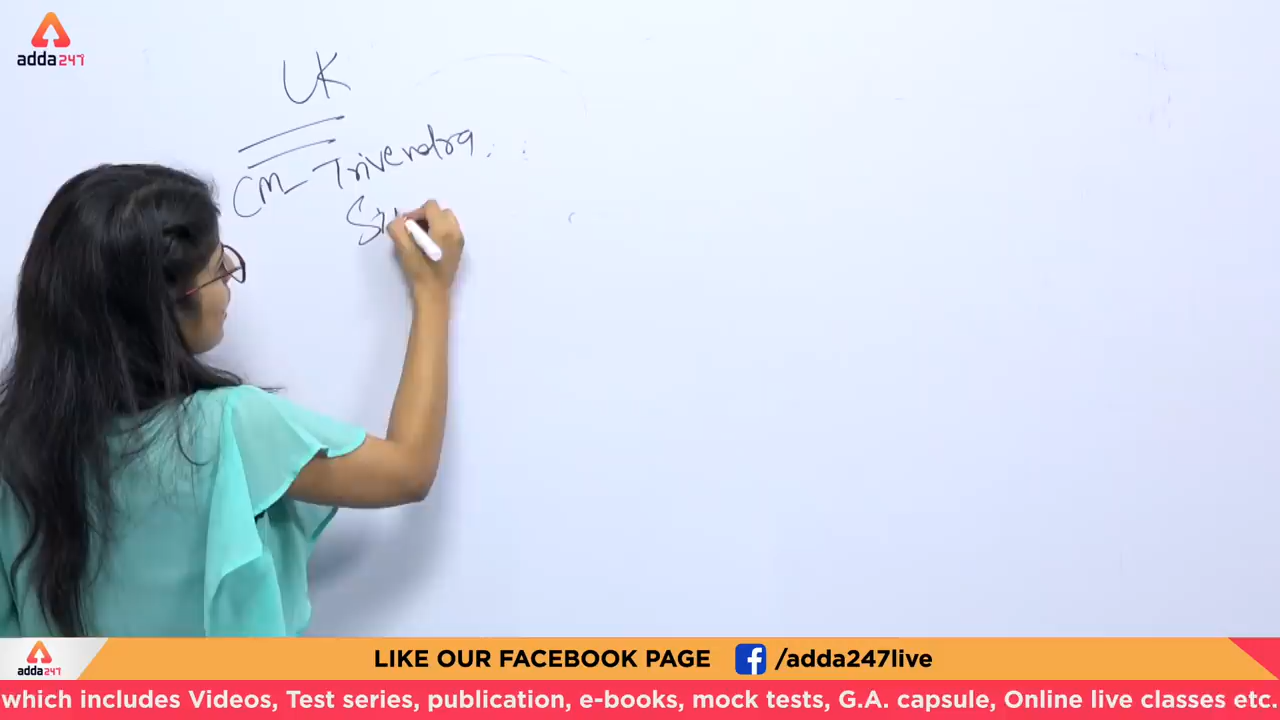 adda247
UK
CM - Trivendra
adda247
LIKE OUR FACEBOOK PAGE /adda247live
which includes Videos, Test series, publication, e-books, mock tests, G.A. capsule, Online live classes etc.